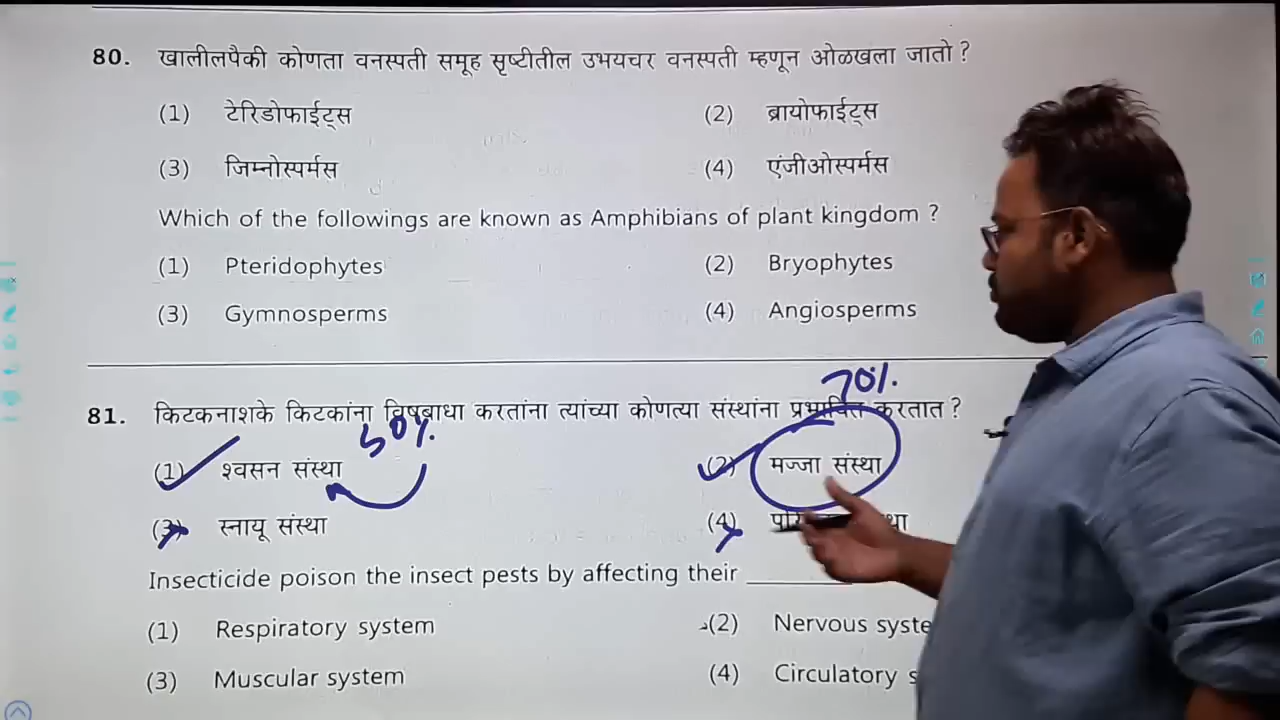 80. खालीलपैकी कोणता वनस्पती समूह सृष्टीतील उभयचर वनस्पती म्हणून ओळखला जातो ?
(1) टेरिडोफाईट्स (2) ब्रायोफाईट्स
(3) जिम्नोस्पर्मस (4) एंजीओस्पर्मस
Which of the followings are known as Amphibians of plant kingdom ?
(1) Pteridophytes (2) Bryophytes
(3) Gymnosperms (4) Angiosperms
70%.
81. किटकनाशके किटकांना विषबाधा करतांना त्यांच्या कोणत्या संस्थांना प्रभावित करतात ?
30%.
(1) श्वसन संस्था (2) मज्जा संस्था
(3) स्नायू संस्था (4)
Insecticide poison the insect pests by affecting their
(1) Respiratory system (2) Nervous syste
(3) Muscular system (4) Circulatory s